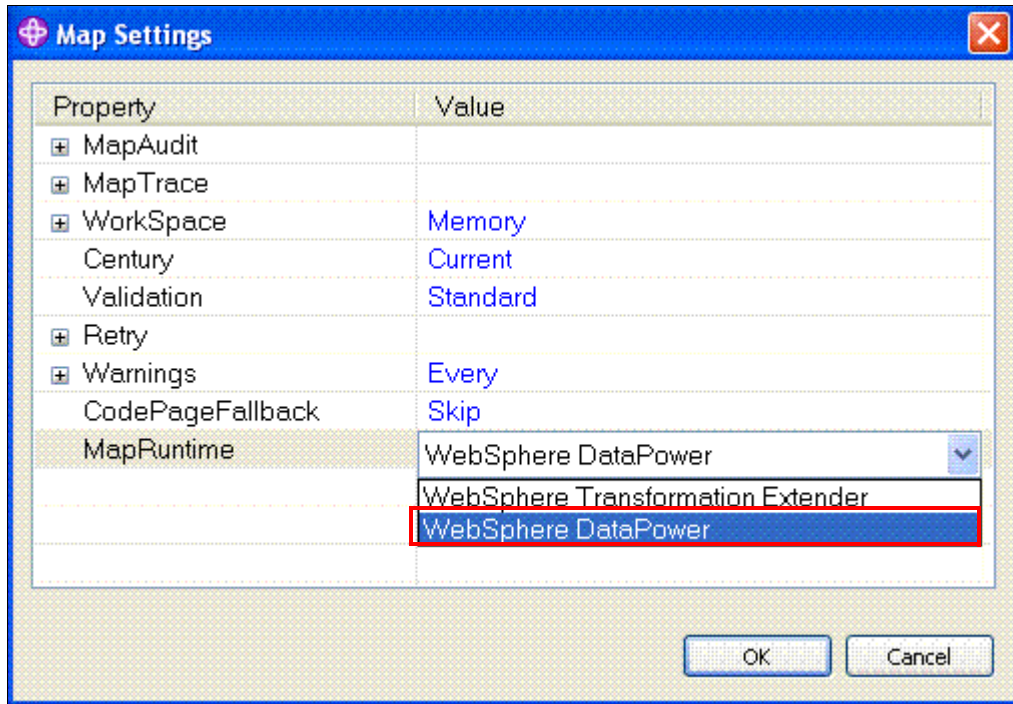 Map Settings
Property Value
MapAudit
MapTrace
WorkSpace Memory
Century Current
Validation Standard
Retry
Warnings Every
CodePageFallback Skip
MapRuntime WebSphere DataPower
WebSphere Transformation Extender
WebSphere DataPower
OK Cancel